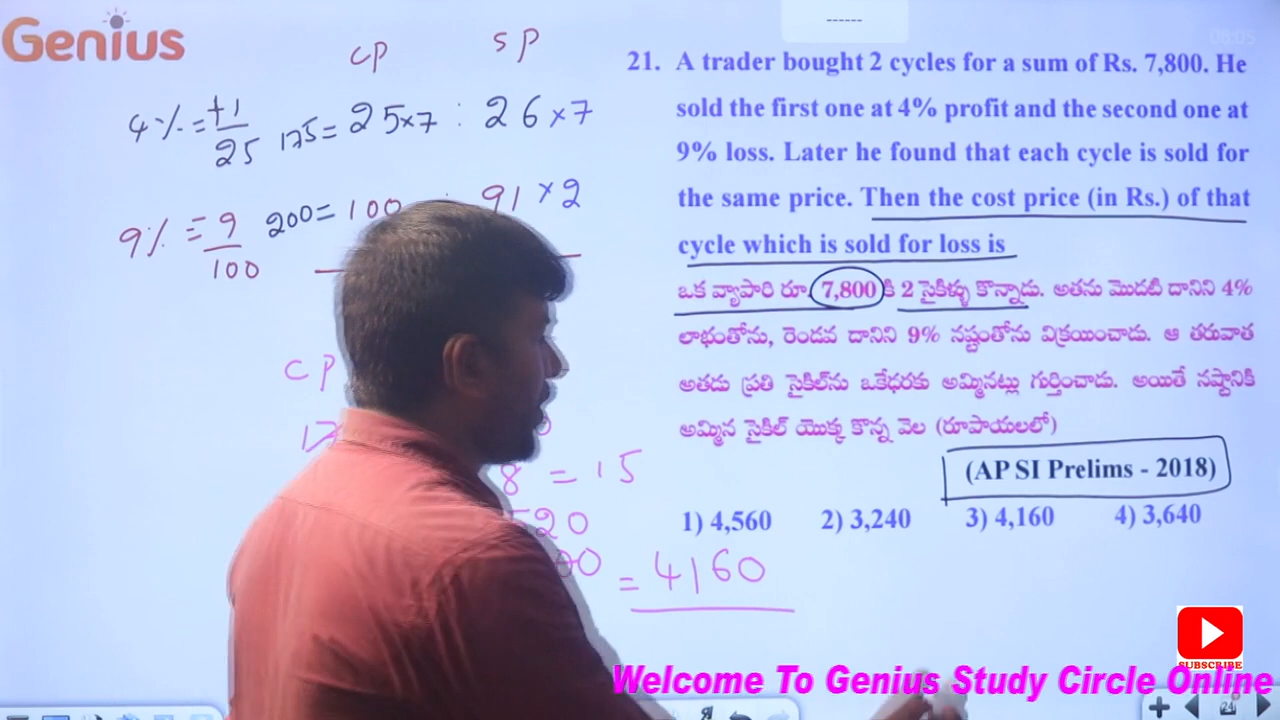 Genius
CP SP
4% = +1/25 175 = 25×7 : 26×7
9% = 9/100 200 = 100 : 91×2
CP
8 = 15
520
00 = 4160
------
08:05
21. A trader bought 2 cycles for a sum of Rs. 7,800. He
sold the first one at 4% profit and the second one at
9% loss. Later he found that each cycle is sold for
the same price. Then the cost price (in Rs.) of that
cycle which is sold for loss is
ఒక వ్యాపారి రూ. 7,800 కి 2 సైకిళ్ళు కొన్నాడు. అతను మొదటి దానిని 4%
లాభంతోను, రెండవ దానిని 9% నష్టంతోను విక్రయించాడు. ఆ తరువాత
అతడు ప్రతి సైకిల్‌ను ఒకేధరకు అమ్మినట్లు గుర్తించాడు. అయితే నష్టానికి
అమ్మిన సైకిల్ యొక్క కొన్న వెల (రూపాయలలో)
(AP SI Prelims - 2018)
1) 4,560 2) 3,240 3) 4,160 4) 3,640
SUBSCRIBE
Welcome To Genius Study Circle Online
24